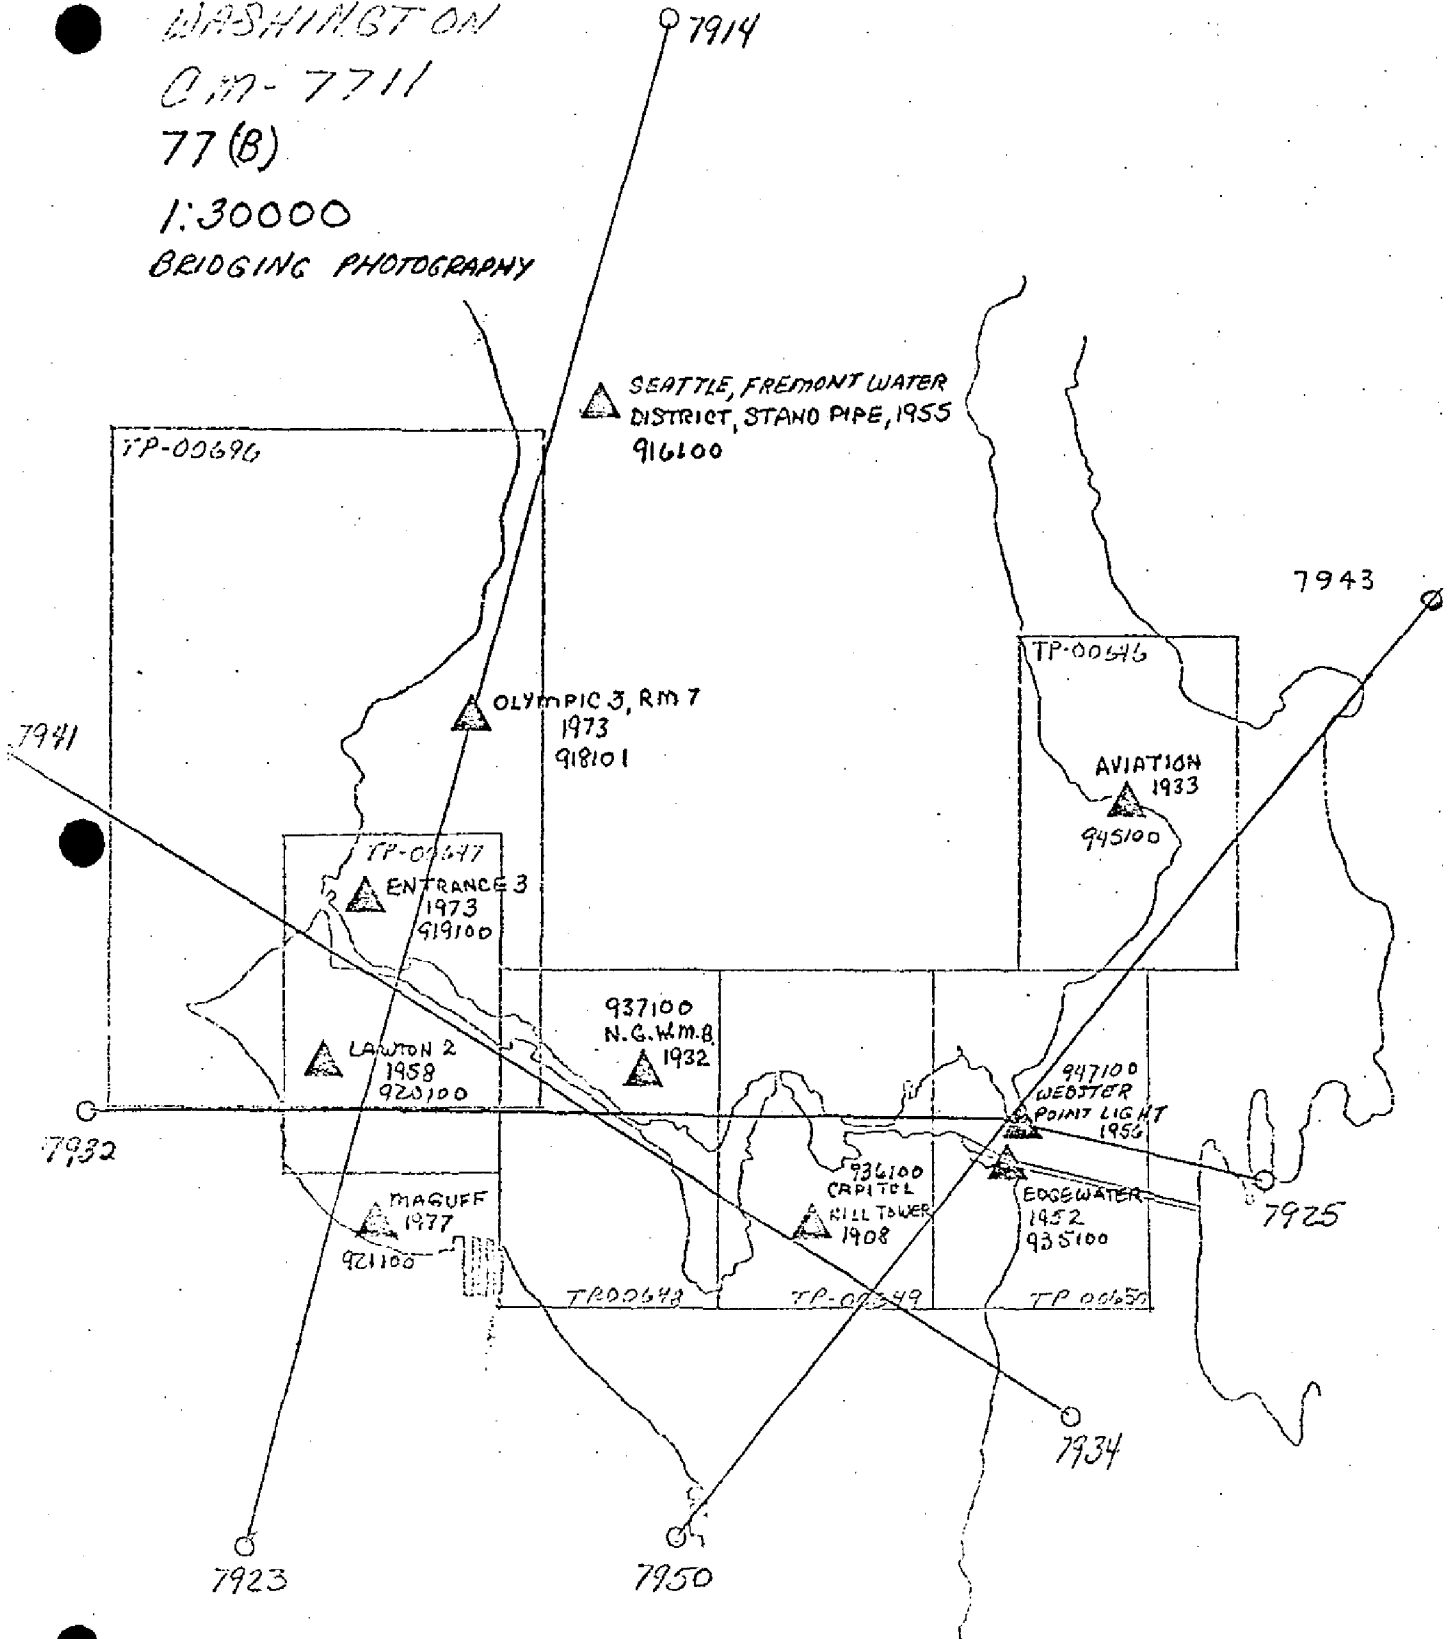 WASHINGTON
CM-7711
77(B)
1:30000
BRIDGING PHOTOGRAPHY
7914
SEATTLE, FREMONT WATER
DISTRICT, STAND PIPE, 1955
916100
TP-00696
7943
TP-00646
OLYMPIC 3, RM 7
1973
918101
7941
AVIATION
1933
945100
TP-00647
ENTRANCE 3
1973
919100
937100
N.G.W.M.B.
1932
LAWTON 2
1958
920100
947100
WEBSTER
POINT LIGHT
1956
7932
936100
CAPITOL
HILL TOWER
1908
EDGEWATER
1952
935100
7925
MAGUFF
1977
921100
TP00648
TP-00649
TP 00650
7934
7923
7950